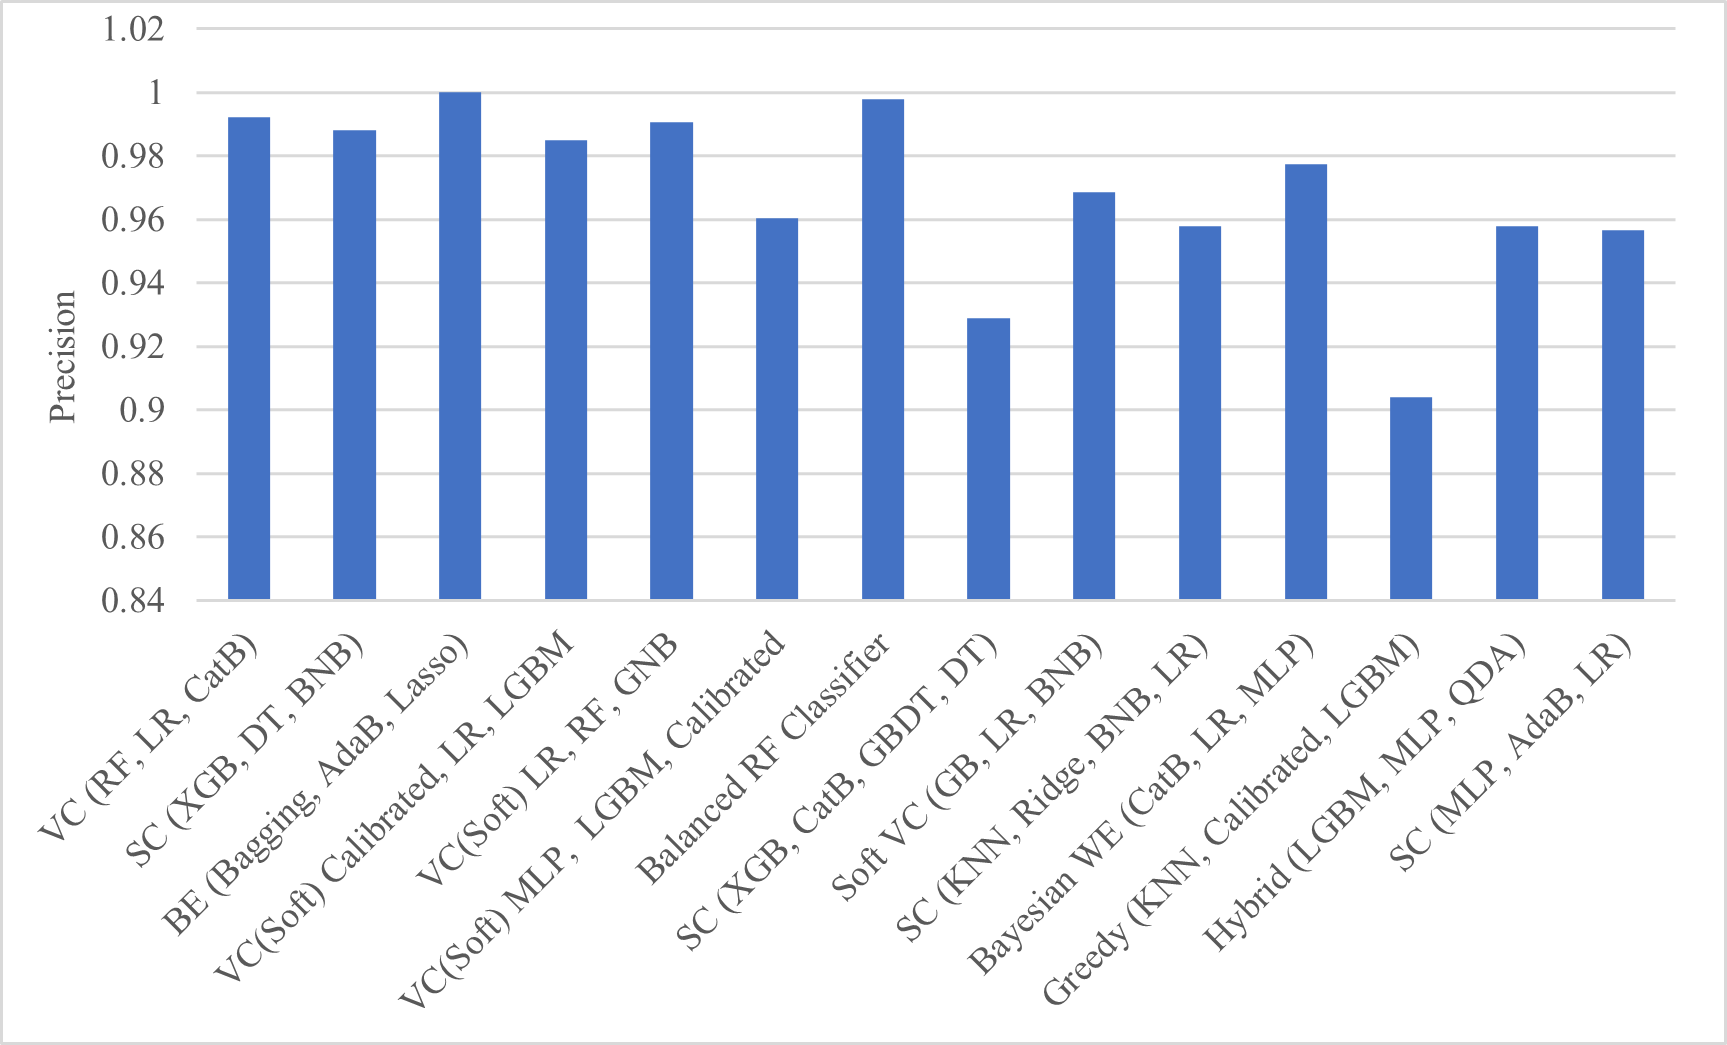 1.02
1
0.98
0.96
0.94
0.92
0.9
0.88
0.86
0.84
Precision
VC (RF, LR, CatB)
SC (XGB, DT, BNB)
BE (Bagging, AdaB, Lasso)
VC(Soft) Calibrated, LR, LGBM
VC(Soft) LR, RF, GNB
VC(Soft) MLP, LGBM, Calibrated
Balanced RF Classifier
SC (XGB, CatB, GBDT, DT)
Soft VC (GB, LR, BNB)
SC (KNN, Ridge, BNB, LR)
Bayesian WE (CatB, LR, MLP)
Greedy (KNN, Calibrated, LGBM)
Hybrid (LGBM, MLP, QDA)
SC (MLP, AdaB, LR)